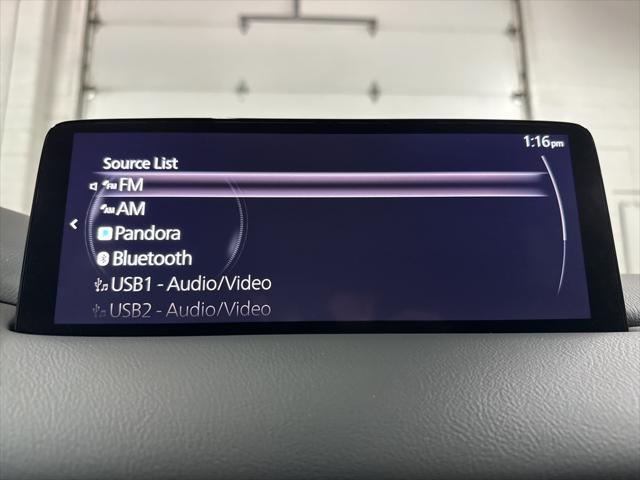 1:16pm
Source List
FM
AM
Pandora
Bluetooth
USB1 - Audio/Video
USB2 - Audio/Video